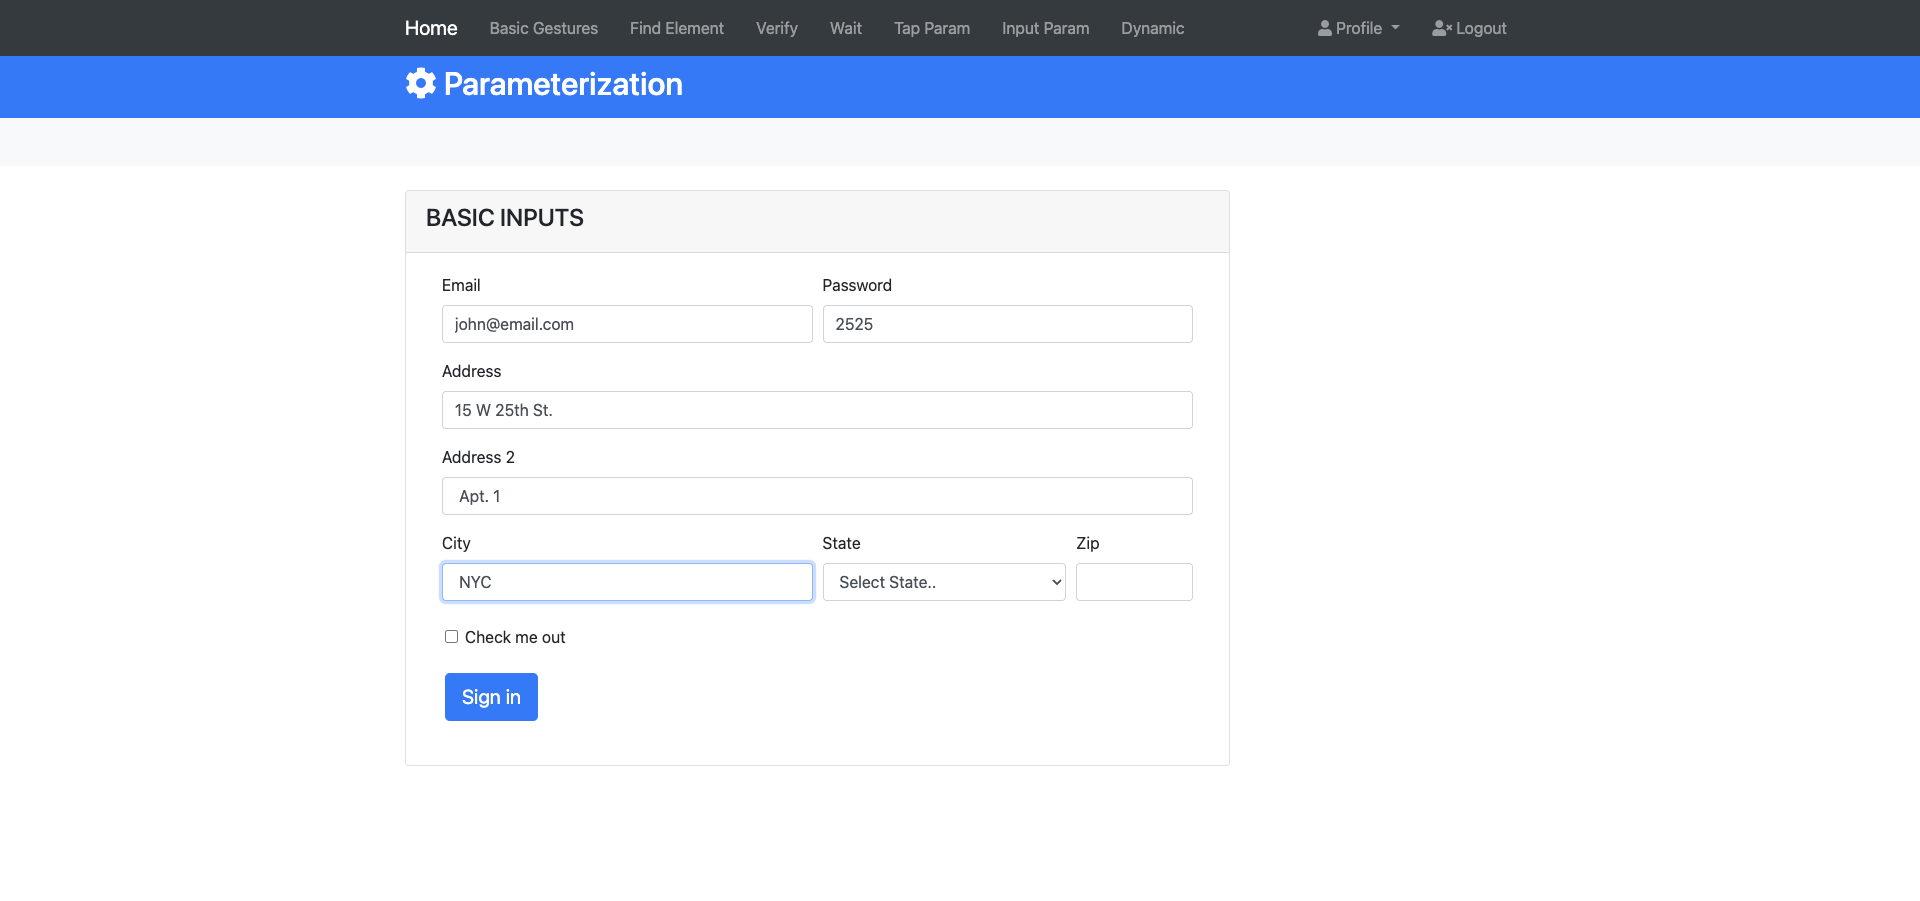 Home Basic Gestures Find Element Verify Wait Tap Param Input Param Dynamic Profile Logout
Parameterization
BASIC INPUTS
Email Password
john@email.com 2525
Address
15 W 25th St.
Address 2
Apt. 1
City State Zip
NYC Select State..
Check me out
Sign in